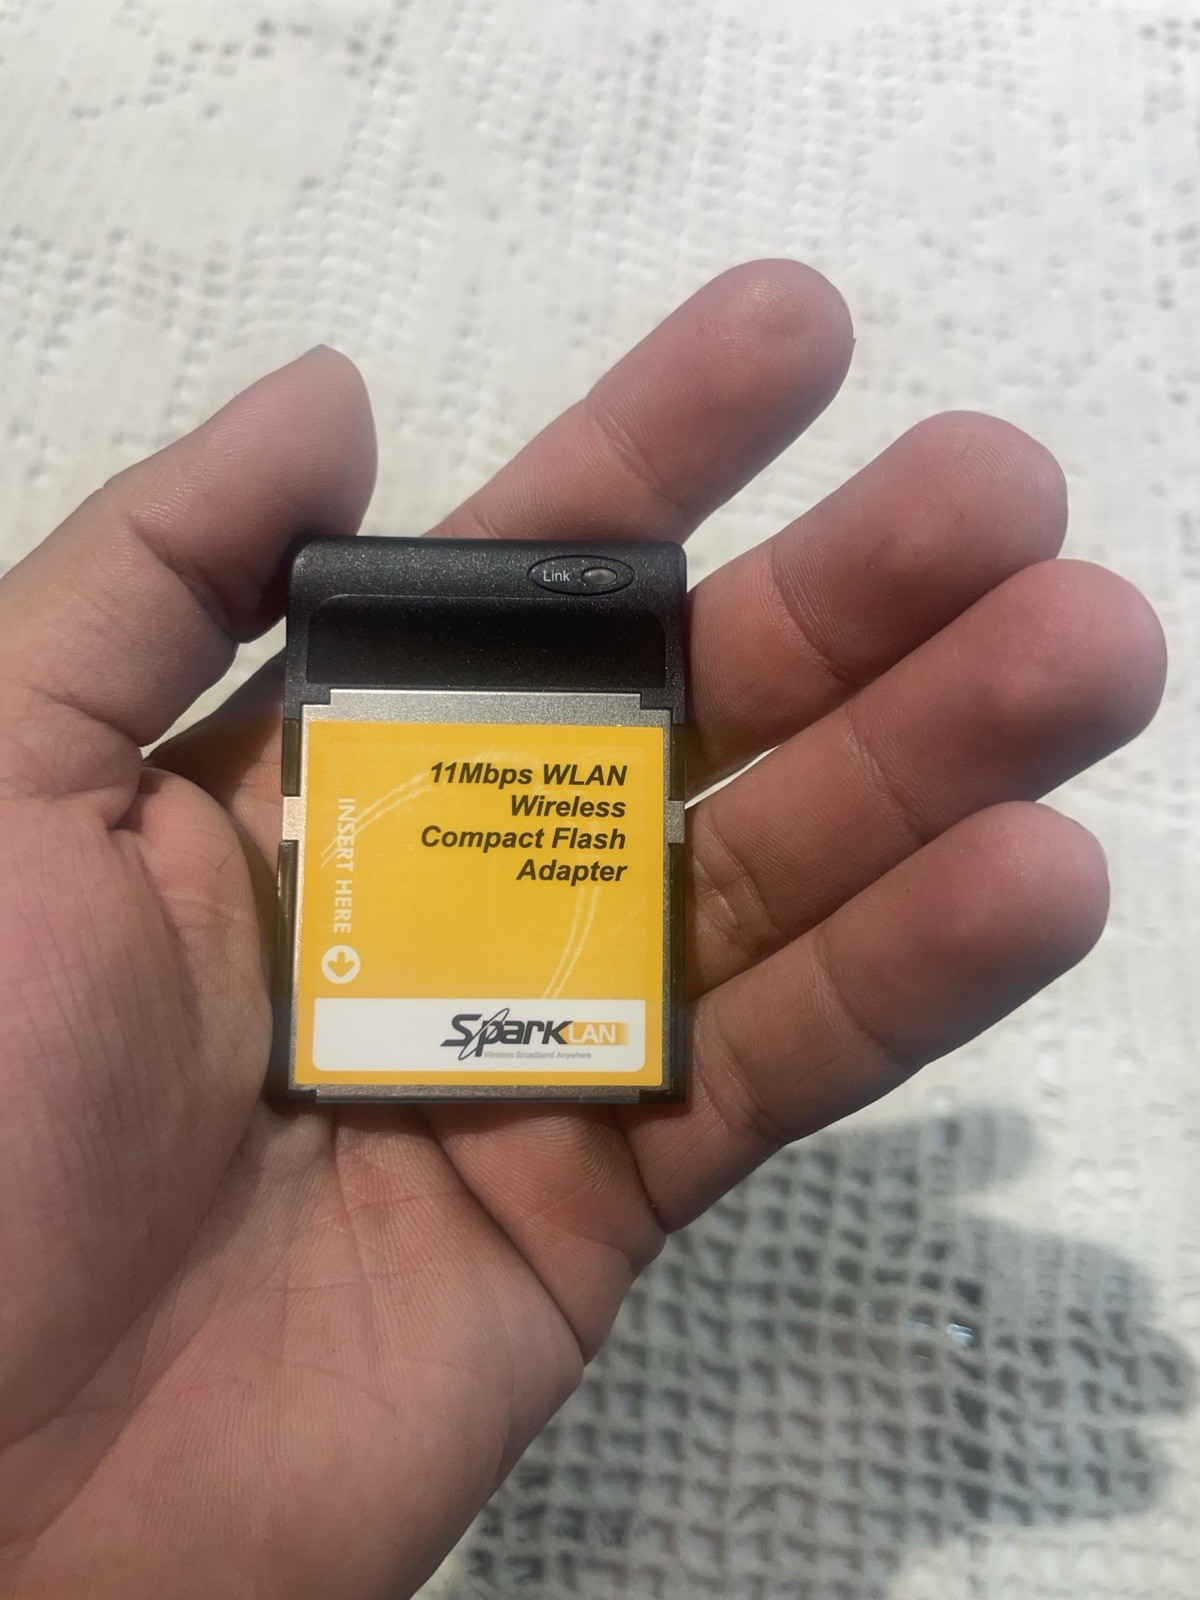 Link
11Mbps WLAN
Wireless
Compact Flash
Adapter
INSERT HERE
SparkLAN
Wireless Broadband Anywhere